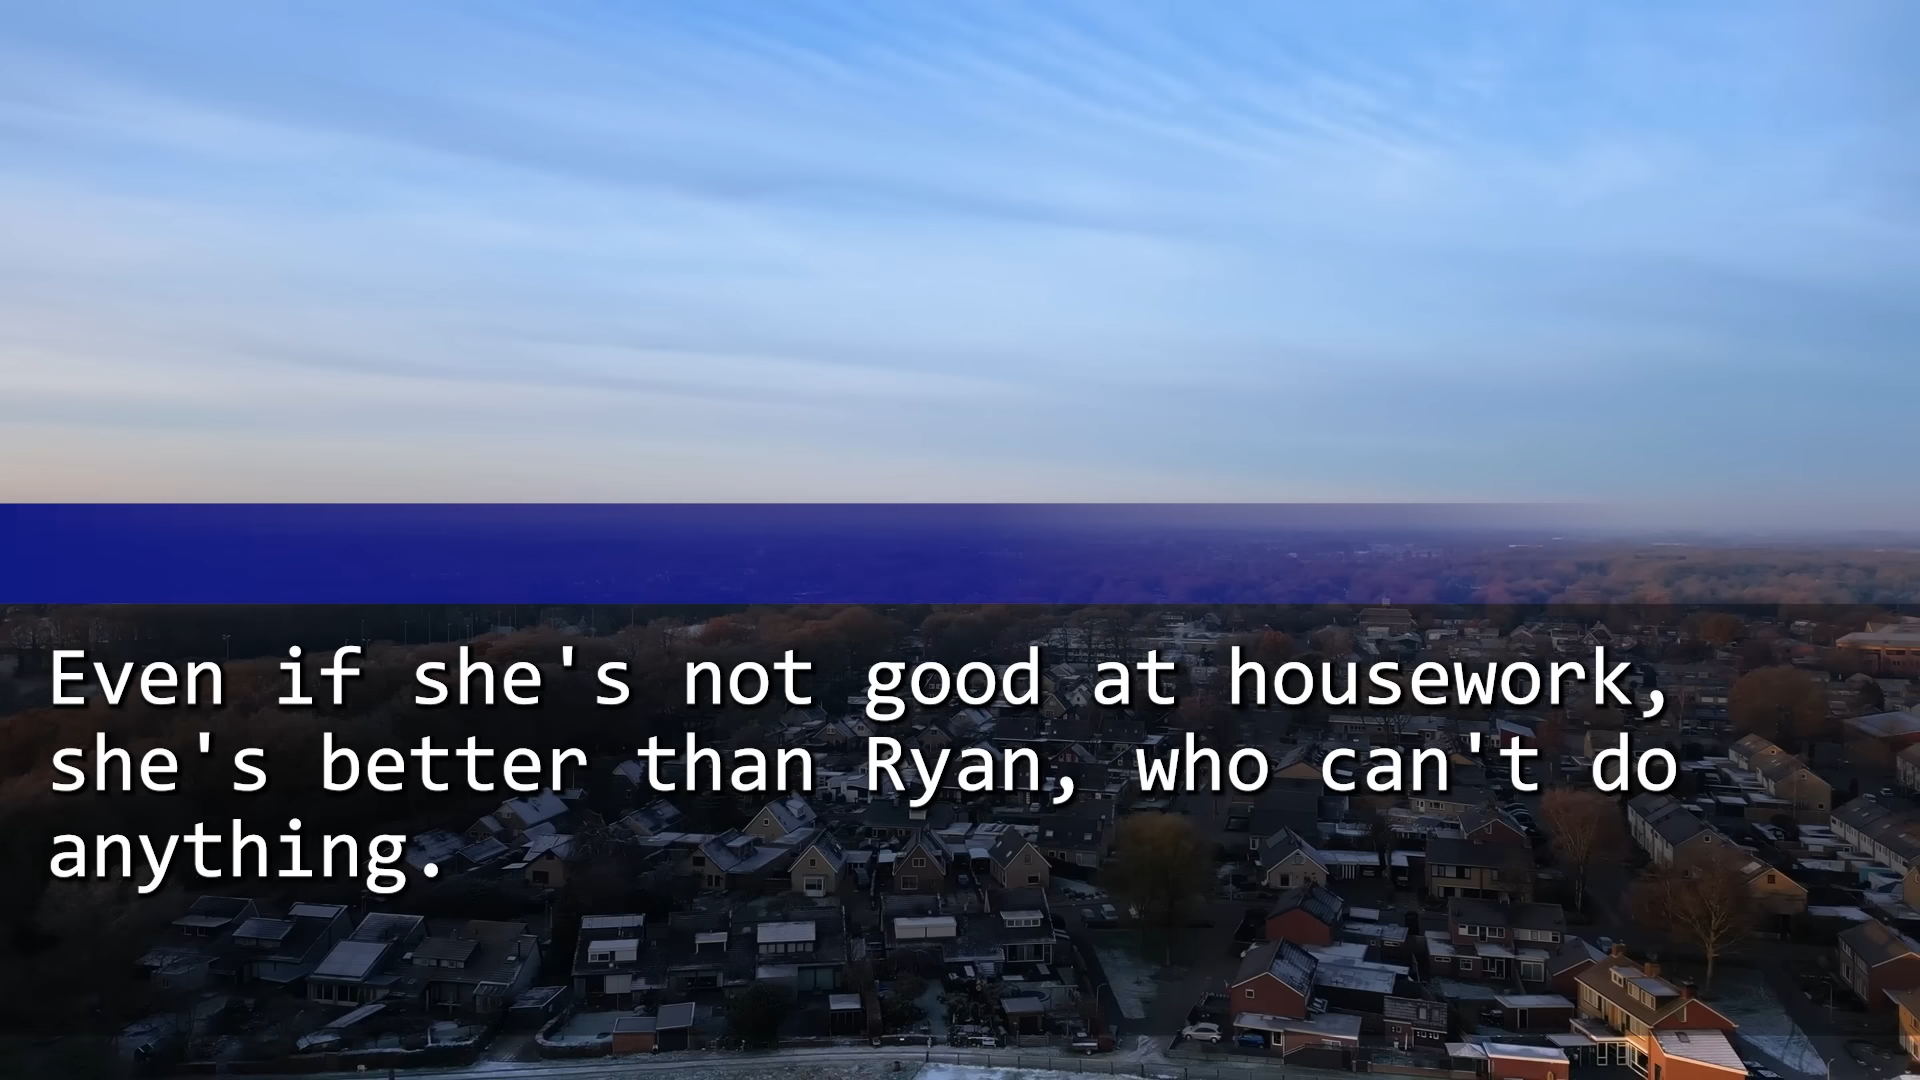 Even if she's not good at housework,
she's better than Ryan, who can't do
anything.